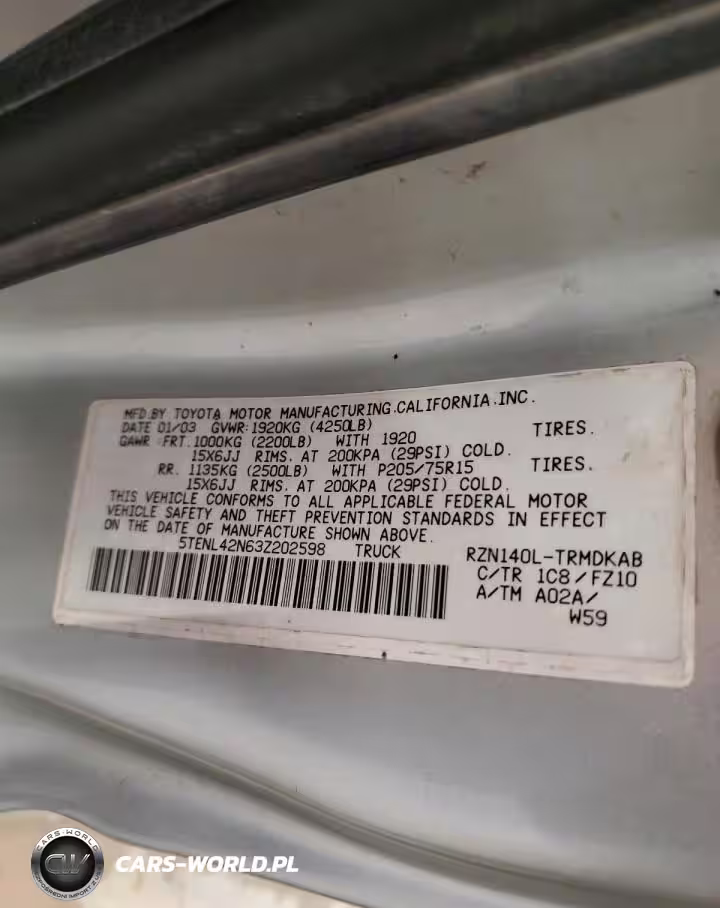 MFD.BY TOYOTA MOTOR MANUFACTURING.CALIFORNIA.INC.
DATE 01/03 GVWR:1920KG (4250LB)
GAWR FRT.1000KG (2200LB) WITH 1920 TIRES.
15X6JJ RIMS. AT 200KPA (29PSI) COLD.
RR. 1135KG (2500LB) WITH P205/75R15 TIRES.
15X6JJ RIMS. AT 200KPA (29PSI) COLD.
THIS VEHICLE CONFORMS TO ALL APPLICABLE FEDERAL MOTOR
VEHICLE SAFETY AND THEFT PREVENTION STANDARDS IN EFFECT
ON THE DATE OF MANUFACTURE SHOWN ABOVE.
5TENL42N63Z202598 TRUCK RZN140L-TRMDKAB
C/TR 1C8/FZ10
A/TM A02A/
W59
CARS-WORLD
CW
CARS-WORLD.PL